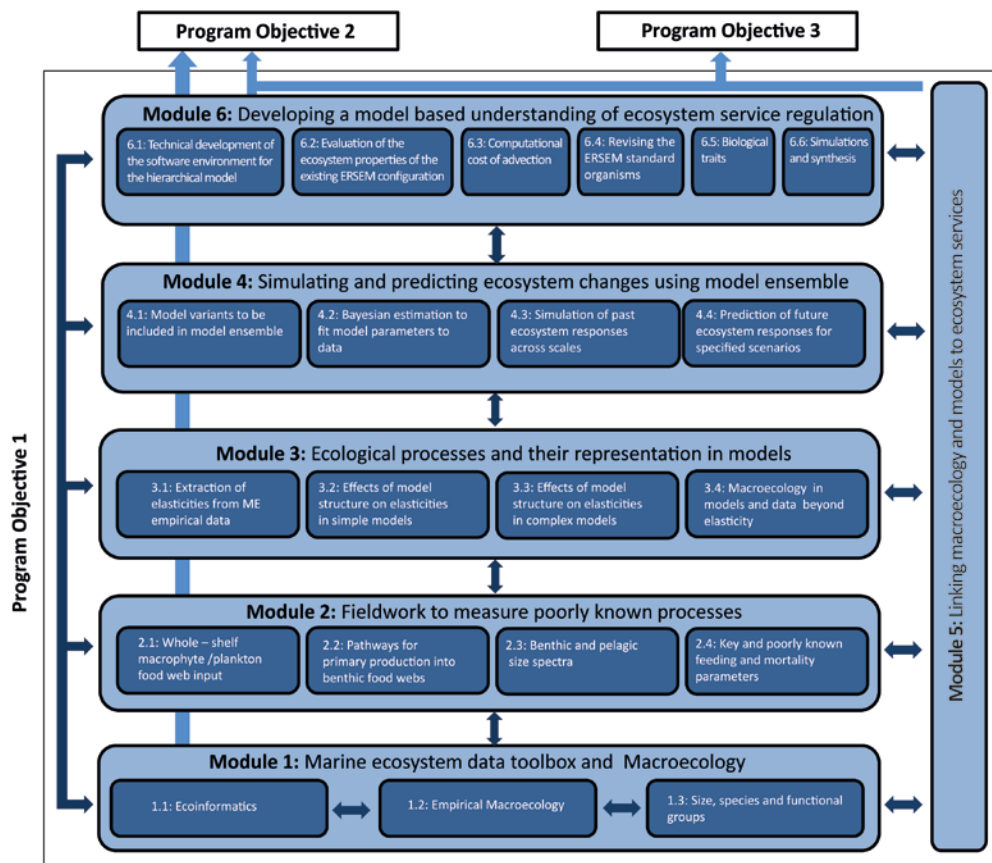 Program Objective 2
Program Objective 3
Module 6: Developing a model based understanding of ecosystem service regulation
6.1: Technical development of
the software environment for
the hierarchical model
6.2: Evaluation of the
ecosystem properties of the
existing ERSEM configuration
6.3: Computational
cost of advection
6.4: Revising the
ERSEM standard
organisms
6.5: Biological
traits
6.6: Simulations
and synthesis
Module 4: Simulating and predicting ecosystem changes using model ensemble
4.1: Model variants to be
included in model ensemble
4.2: Bayesian estimation to
fit model parameters to
data
4.3: Simulation of past
ecosystem responses
across scales
4.4: Prediction of future
ecosystem responses for
specified scenarios
Module 3: Ecological processes and their representation in models
3.1: Extraction of
elasticities from ME
empirical data
3.2: Effects of model
structure on elasticities
in simple models
3.3: Effects of model
structure on elasticities
in complex models
3.4: Macroecology in
models and data beyond
elasticity
Module 2: Fieldwork to measure poorly known processes
2.1: Whole – shelf
macrophyte /plankton
food web input
2.2: Pathways for
primary production into
benthic food webs
2.3: Benthic and pelagic
size spectra
2.4: Key and poorly known
feeding and mortality
parameters
Module 1: Marine ecosystem data toolbox and Macroecology
1.1: Ecoinformatics
1.2: Empirical Macroecology
1.3: Size, species and functional
groups
Program Objective 1
Module 5: Linking macroecology and models to ecosystem services